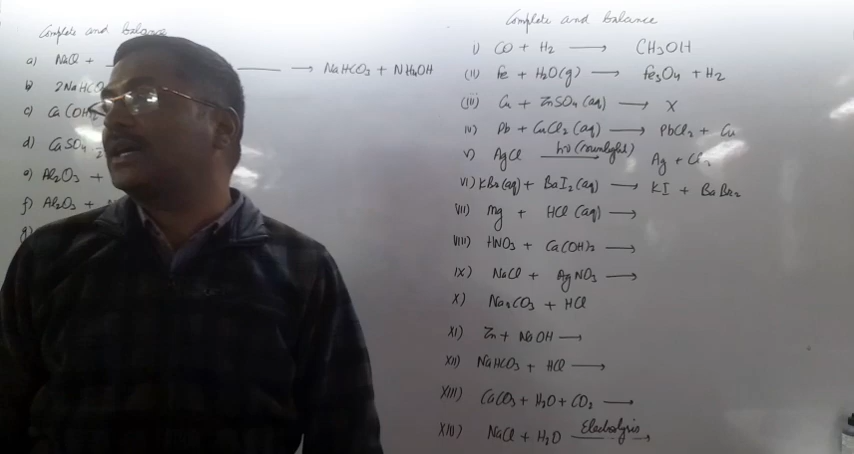 Complete and balance
a) NaCl + ⟶ NaHCO3 + NH4OH
b) 2NaHCO
c) Ca(OH
d) CaSO4
e) Al2O3 +
f) Al2O3 +
g)
Complete and balance
i) CO + H2 ⟶ CH3OH
(ii) Fe + H2O(g) ⟶ Fe3O4 + H2
(iii) Cu + ZnSO4 (aq) ⟶ X
iv) Pb + CuCl2 (aq) ⟶ PbCl2 + Cu
v) AgCl hν (sunlight) ⟶ Ag + Cl2
vi) KBr(aq) + BaI2 (aq) ⟶ KI + BaBr2
vii) Mg + HCl (aq) ⟶
viii) HNO3 + Ca(OH)2 ⟶
ix) NaCl + AgNO3 ⟶
x) Na2CO3 + HCl
xi) Zn + NaOH ⟶
xii) NaHCO3 + HCl ⟶
xiii) CaCO3 + H2O + CO2 ⟶
xiii) NaCl + H2O Electrolysis ⟶